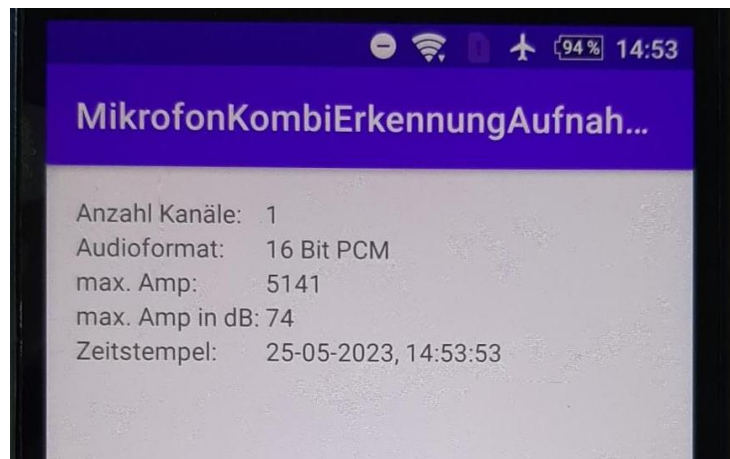 94 % 14:53
MikrofonKombiErkennungAufnah...
Anzahl Kanäle: 1
Audioformat: 16 Bit PCM
max. Amp: 5141
max. Amp in dB: 74
Zeitstempel: 25-05-2023, 14:53:53